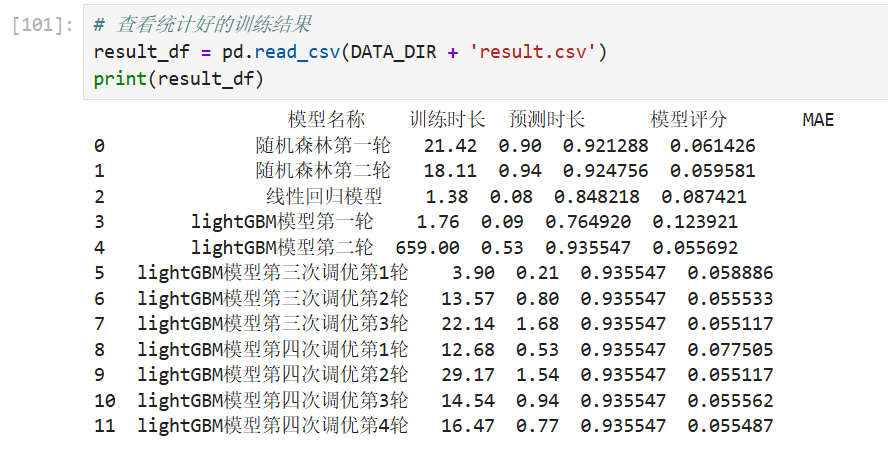 [101]: # 查看统计好的训练结果
result_df = pd.read_csv(DATA_DIR + 'result.csv')
print(result_df)
模型名称 训练时长 预测时长 模型评分 MAE
0 随机森林第一轮 21.42 0.90 0.921288 0.061426
1 随机森林第二轮 18.11 0.94 0.924756 0.059581
2 线性回归模型 1.38 0.08 0.848218 0.087421
3 lightGBM模型第一轮 1.76 0.09 0.764920 0.123921
4 lightGBM模型第二轮 659.00 0.53 0.935547 0.055692
5 lightGBM模型第三次调优第1轮 3.90 0.21 0.935547 0.058886
6 lightGBM模型第三次调优第2轮 13.57 0.80 0.935547 0.055533
7 lightGBM模型第三次调优第3轮 22.14 1.68 0.935547 0.055117
8 lightGBM模型第四次调优第1轮 12.68 0.53 0.935547 0.077505
9 lightGBM模型第四次调优第2轮 29.17 1.54 0.935547 0.055117
10 lightGBM模型第四次调优第3轮 14.54 0.94 0.935547 0.055562
11 lightGBM模型第四次调优第4轮 16.47 0.77 0.935547 0.055487